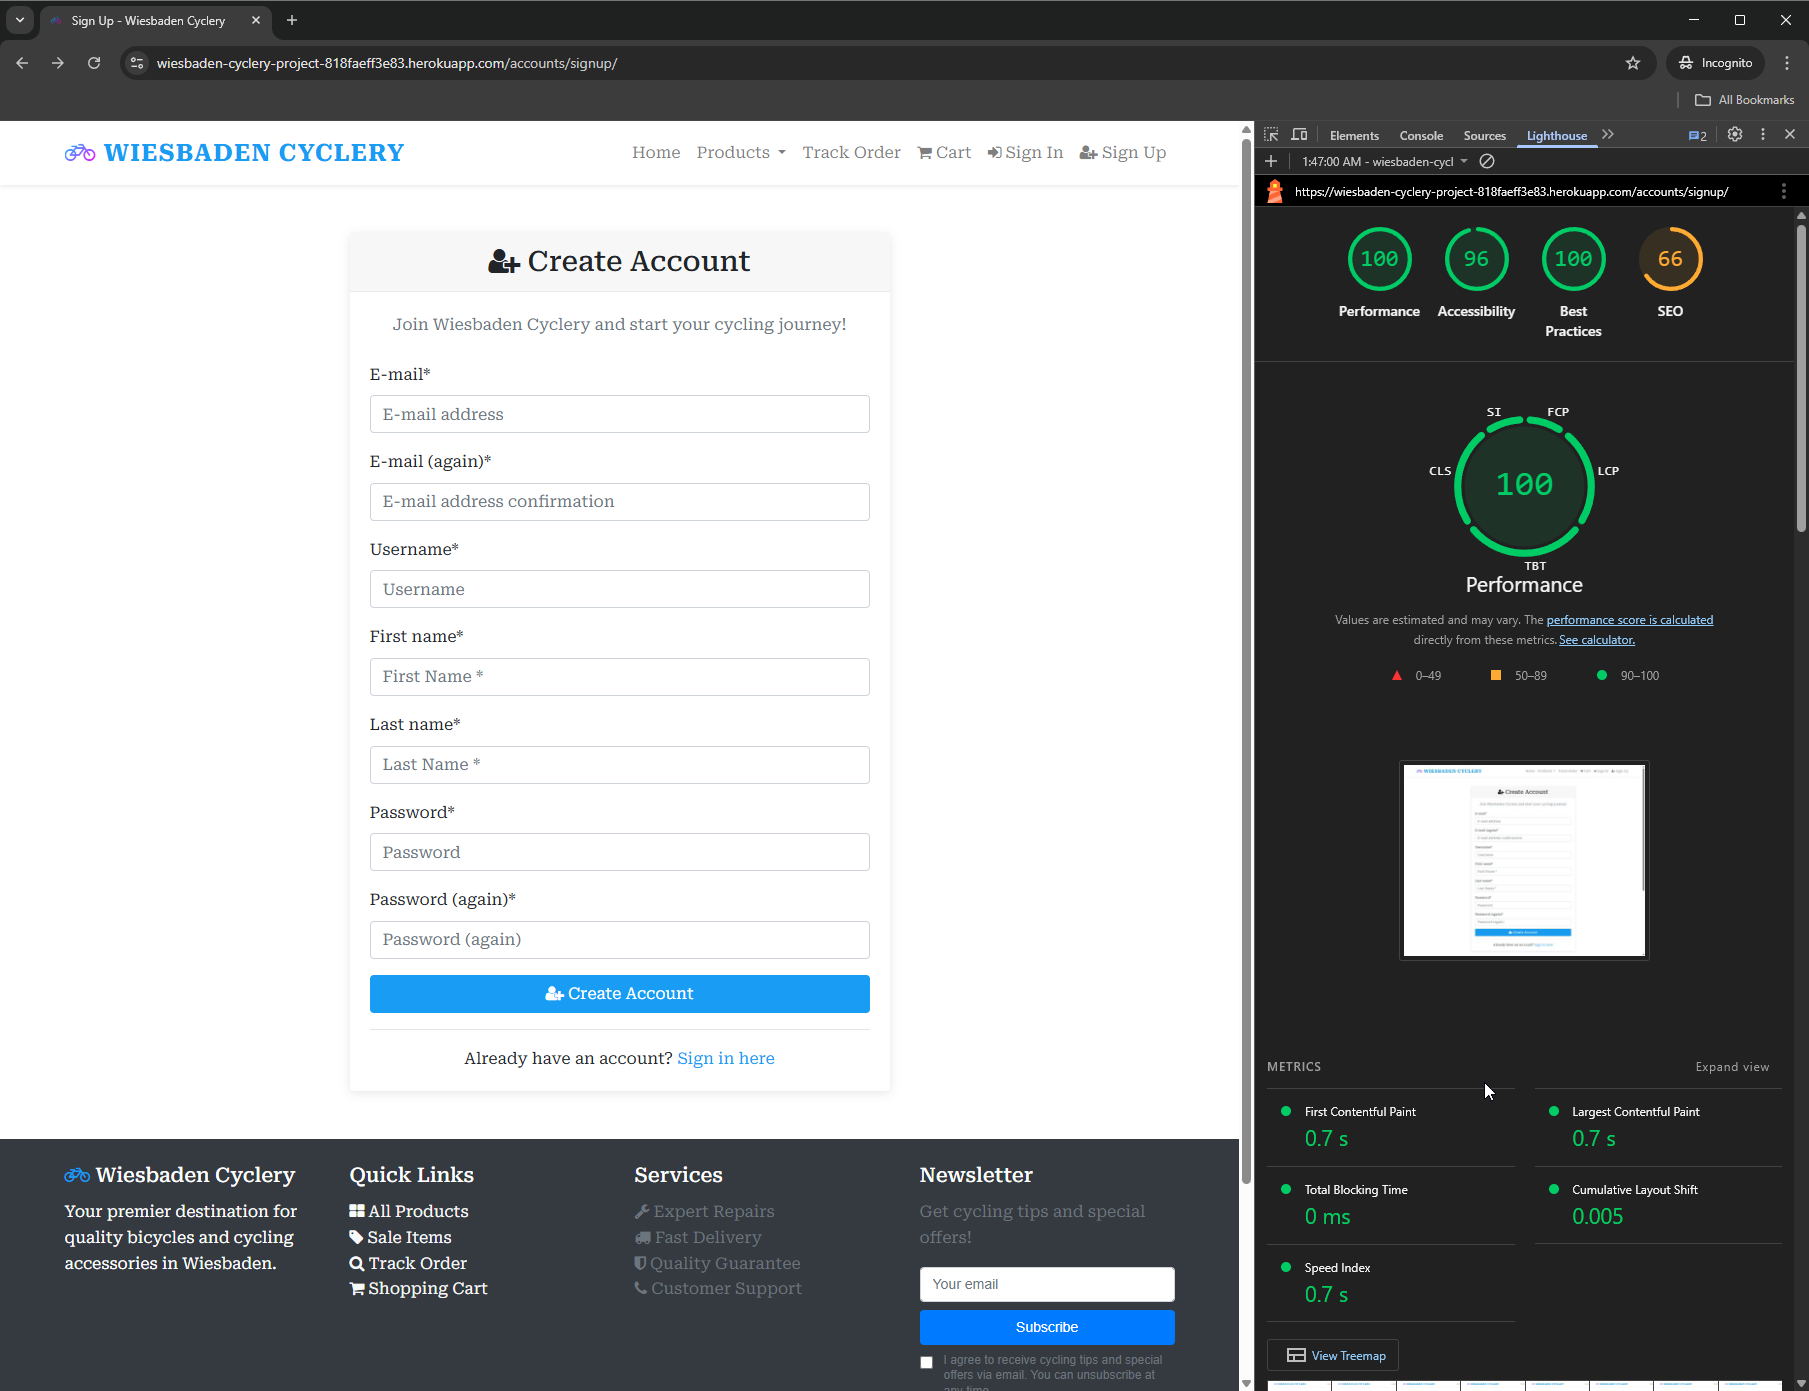 Sign Up - Wiesbaden Cyclery
wiesbaden-cyclery-project-818faeff3e83.herokuapp.com/accounts/signup/
Incognito
All Bookmarks
WIESBADEN CYCLERY
Home Products Track Order Cart Sign In Sign Up
Create Account
Join Wiesbaden Cyclery and start your cycling journey!
E-mail*
E-mail address
E-mail (again)*
E-mail address confirmation
Username*
Username
First name*
First Name *
Last name*
Last Name *
Password*
Password
Password (again)*
Password (again)
Create Account
Already have an account? Sign in here
Wiesbaden Cyclery
Your premier destination for
quality bicycles and cycling
accessories in Wiesbaden.
Quick Links
All Products
Sale Items
Track Order
Shopping Cart
Services
Expert Repairs
Fast Delivery
Quality Guarantee
Customer Support
Newsletter
Get cycling tips and special
offers!
Your email
Subscribe
I agree to receive cycling tips and special
offers via email. You can unsubscribe at
any time
Elements Console Sources Lighthouse 2
1:47:00 AM - wiesbaden-cycl
https://wiesbaden-cyclery-project-818faeff3e83.herokuapp.com/accounts/signup/
100 96 100 66
Performance Accessibility Best SEO
Practices
SI FCP
CLS LCP
100
TBT
Performance
Values are estimated and may vary. The performance score is calculated
directly from these metrics. See calculator.
0–49 50–89 90–100
WIESBADEN CYCLERY
Create Account
METRICS Expand view
First Contentful Paint
0.7 s
Largest Contentful Paint
0.7 s
Total Blocking Time
0 ms
Cumulative Layout Shift
0.005
Speed Index
0.7 s
View Treemap